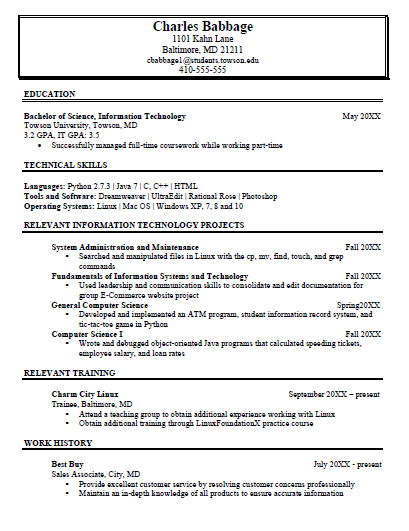 Charles Babbage
1101 Kahn Lane
Baltimore, MD 21211
cbabbage1@students.towson.edu
410-555-555
EDUCATION
Bachelor of Science, Information Technology May 20XX
Towson University, Towson, MD
3.2 GPA, IT GPA: 3.5
• Successfully managed full-time coursework while working part-time
TECHNICAL SKILLS
Languages: Python 2.7.3 | Java 7 | C, C++ | HTML
Tools and Software: Dreamweaver | UltraEdit | Rational Rose | Photoshop
Operating Systems: Linux | Mac OS | Windows XP, 7, 8 and 10
RELEVANT INFORMATION TECHNOLOGY PROJECTS
System Administration and Maintenance Fall 20XX
• Searched and manipulated files in Linux with the cp, mv, find, touch, and grep
commands
Fundamentals of Information Systems and Technology Fall 20XX
• Used leadership and communication skills to consolidate and edit documentation for
group E-Commerce website project
General Computer Science Spring20XX
• Developed and implemented an ATM program, student information record system, and
tic-tac-toe game in Python
Computer Science I Fall 20XX
• Wrote and debugged object-oriented Java programs that calculated speeding tickets,
employee salary, and loan rates
RELEVANT TRAINING
Charm City Linux September 20XX – present
Trainee, Baltimore, MD
• Attend a teaching group to obtain additional experience working with Linux
• Obtain additional training through LinuxFoundationX practice course
WORK HISTORY
Best Buy July 20XX - present
Sales Associate, City, MD
• Provide excellent customer service by resolving customer concerns professionally
• Maintain an in-depth knowledge of all products to ensure accurate information